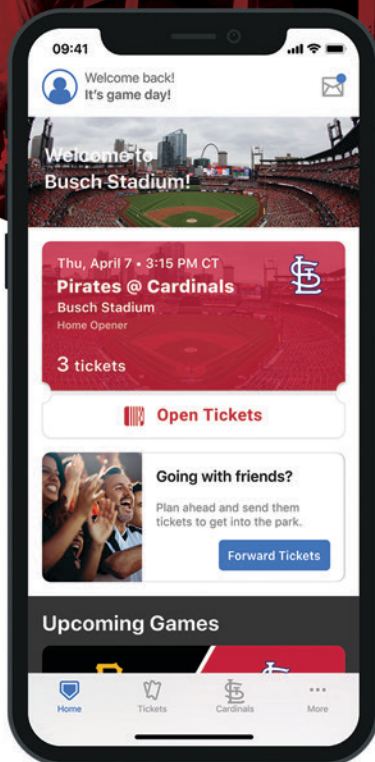 09:41
Welcome back!
It's game day!
Welcome to
Busch Stadium!
Thu, April 7 • 3:15 PM CT
Pirates @ Cardinals
Busch Stadium
Home Opener
3 tickets
Open Tickets
Going with friends?
Plan ahead and send them
tickets to get into the park.
Forward Tickets
Upcoming Games
Home
Tickets
Cardinals
More